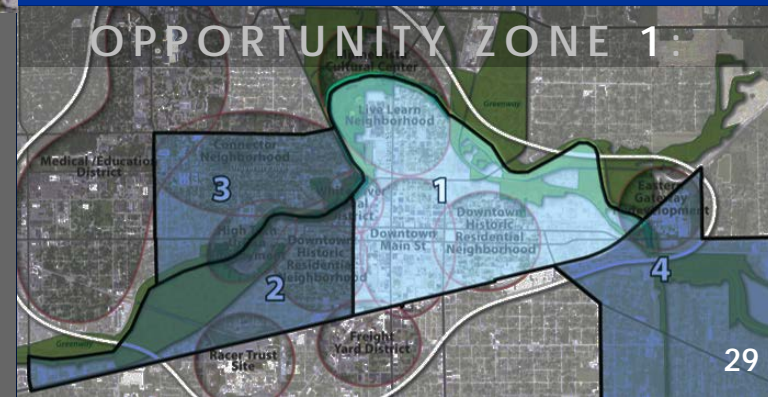 OPPORTUNITY ZONE 1:
Cultural Center
Greenway
Live Learn
Neighborhood
Connector
Neighborhood
Medical/Education
District
3
1
Eastern
Gateway
Downtown
Historic
Residential
Neighborhood
Downtown
Main St
Downtown
Historic
Residential
Neighborhood
2
4
Greenway
Racer Trust
Site
Freight
Yard District
29